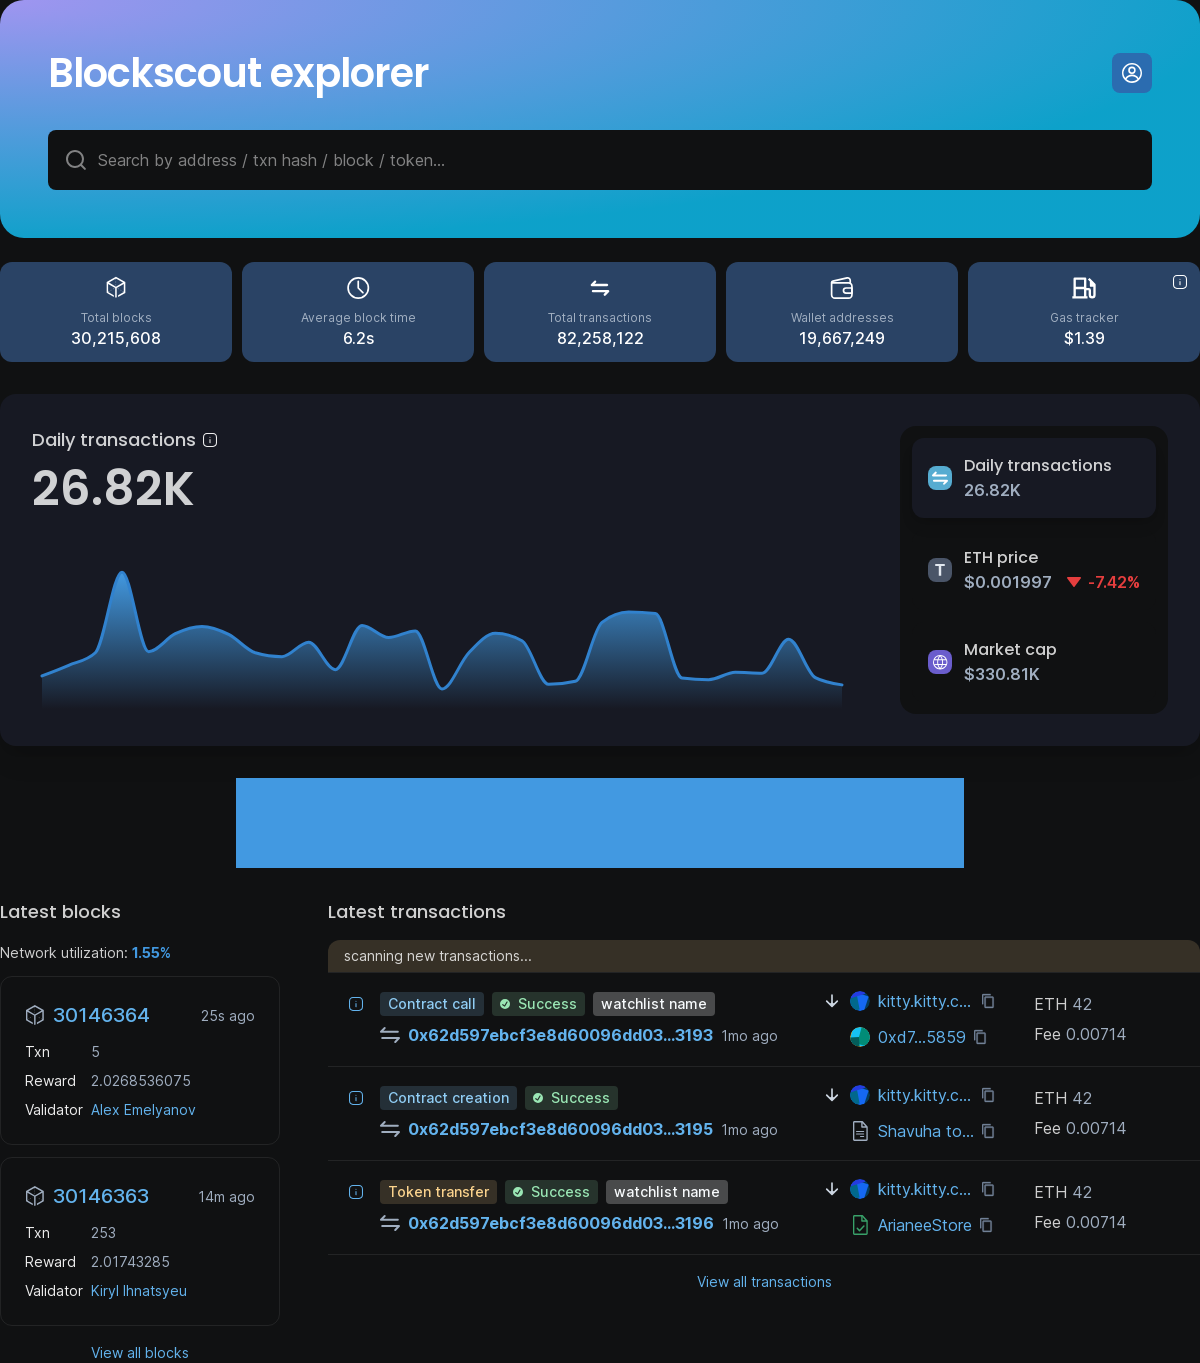 Blockscout explorer
Search by address / txn hash / block / token...
Total blocks
30,215,608
Average block time
6.2s
Total transactions
82,258,122
Wallet addresses
19,667,249
Gas tracker
$1.39
Daily transactions
26.82K
Daily transactions
26.82K
T
ETH price
$0.001997 -7.42%
Market cap
$330.81K
Latest blocks
Network utilization: 1.55%
30146364 25s ago
Txn 5
Reward 2.0268536075
Validator Alex Emelyanov
30146363 14m ago
Txn 253
Reward 2.01743285
Validator Kiryl Ihnatsyeu
View all blocks
Latest transactions
scanning new transactions...
Contract call Success watchlist name
0x62d597ebcf3e8d60096dd03...3193 1mo ago
kitty.kitty.c...
0xd7...5859
ETH 42
Fee 0.00714
Contract creation Success
0x62d597ebcf3e8d60096dd03...3195 1mo ago
kitty.kitty.c...
Shavuha to...
ETH 42
Fee 0.00714
Token transfer Success watchlist name
0x62d597ebcf3e8d60096dd03...3196 1mo ago
kitty.kitty.c...
ArianeeStore
ETH 42
Fee 0.00714
View all transactions